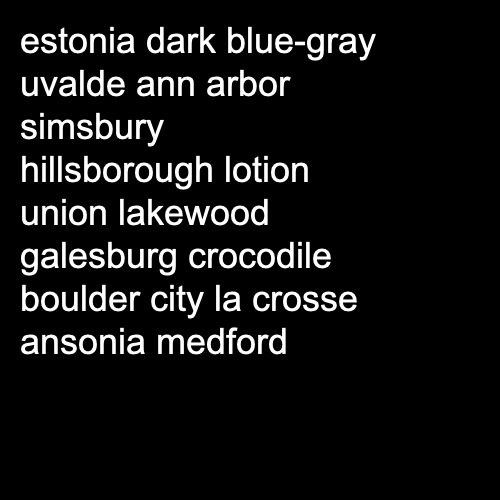 estonia dark blue-gray
uvalde ann arbor
simsbury
hillsborough lotion
union lakewood
galesburg crocodile
boulder city la crosse
ansonia medford